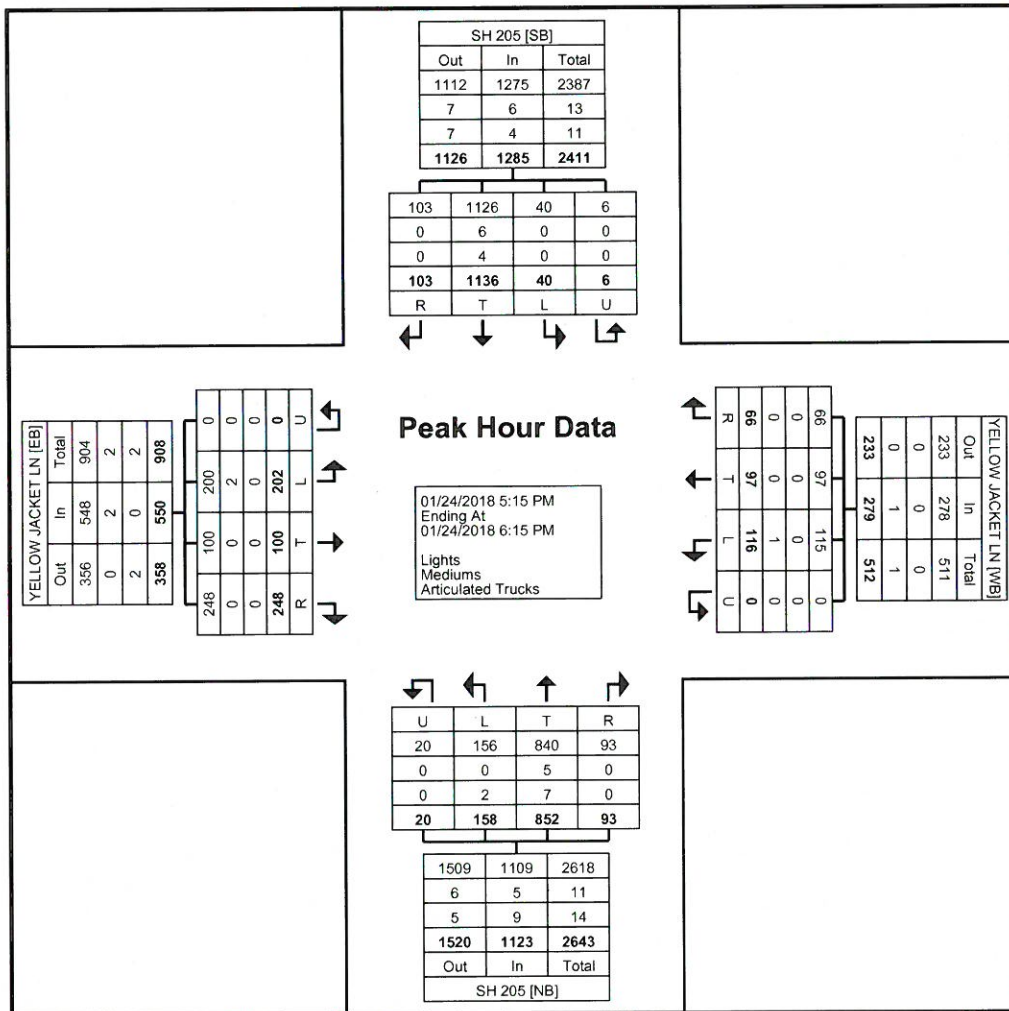 SH 205 [SB]
Out In Total
1112 1275 2387
7 6 13
7 4 11
1126 1285 2411
103 1126 40 6
0 6 0 0
0 4 0 0
103 1136 40 6
R T L U
YELLOW JACKET LN [EB]
Total 904 2 2 908
In 548 2 0 550
Out 356 0 2 358
0 0 0 0 U
200 2 0 202 L
100 0 0 100 T
248 0 0 248 R
Peak Hour Data
01/24/2018 5:15 PM
Ending At
01/24/2018 6:15 PM
Lights
Mediums
Articulated Trucks
R 66 0 0 66
T 97 0 0 97
L 116 1 0 115
U 0 0 0 0
233 0 0 233 Out
279 1 0 278 In
512 1 0 511 Total
YELLOW JACKET LN [WB]
U L T R
20 156 840 93
0 0 5 0
0 2 7 0
20 158 852 93
1509 1109 2618
6 5 11
5 9 14
1520 1123 2643
Out In Total
SH 205 [NB]